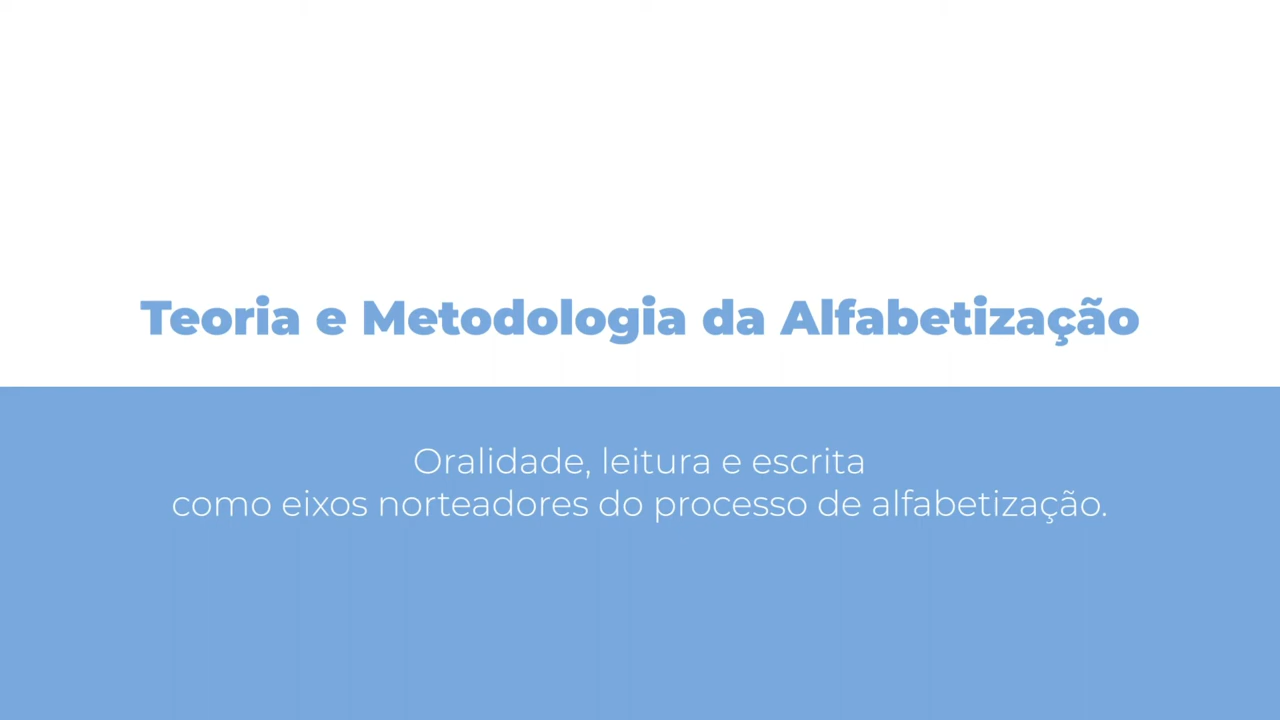 Teoria e Metodologia da Alfabetização
Oralidade, leitura e escrita
como eixos norteadores do processo de alfabetização.